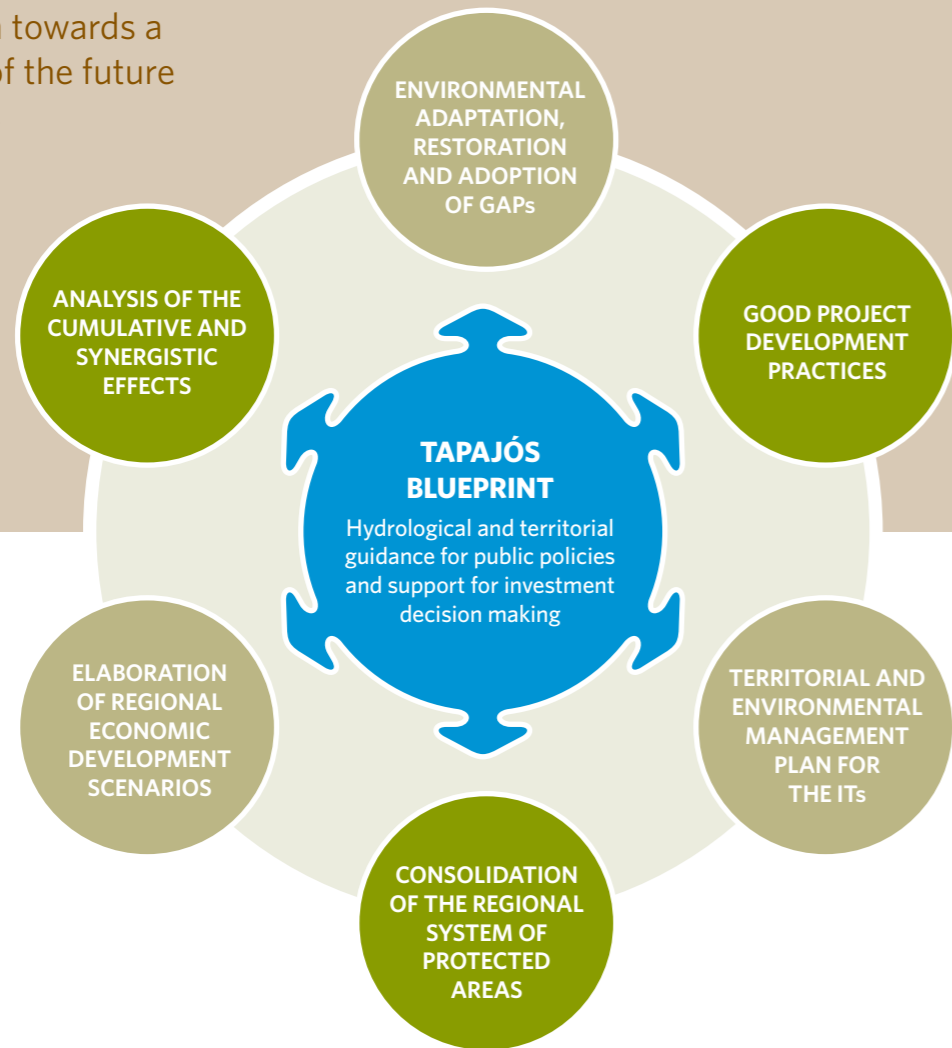 towards a
of the future
ENVIRONMENTAL
ADAPTATION,
RESTORATION
AND ADOPTION
OF GAPs
ANALYSIS OF THE
CUMULATIVE AND
SYNERGISTIC
EFFECTS
GOOD PROJECT
DEVELOPMENT
PRACTICES
TAPAJÓS
BLUEPRINT
Hydrological and territorial
guidance for public policies
and support for investment
decision making
ELABORATION
OF REGIONAL
ECONOMIC
DEVELOPMENT
SCENARIOS
TERRITORIAL AND
ENVIRONMENTAL
MANAGEMENT
PLAN FOR
THE ITs
CONSOLIDATION
OF THE REGIONAL
SYSTEM OF
PROTECTED
AREAS